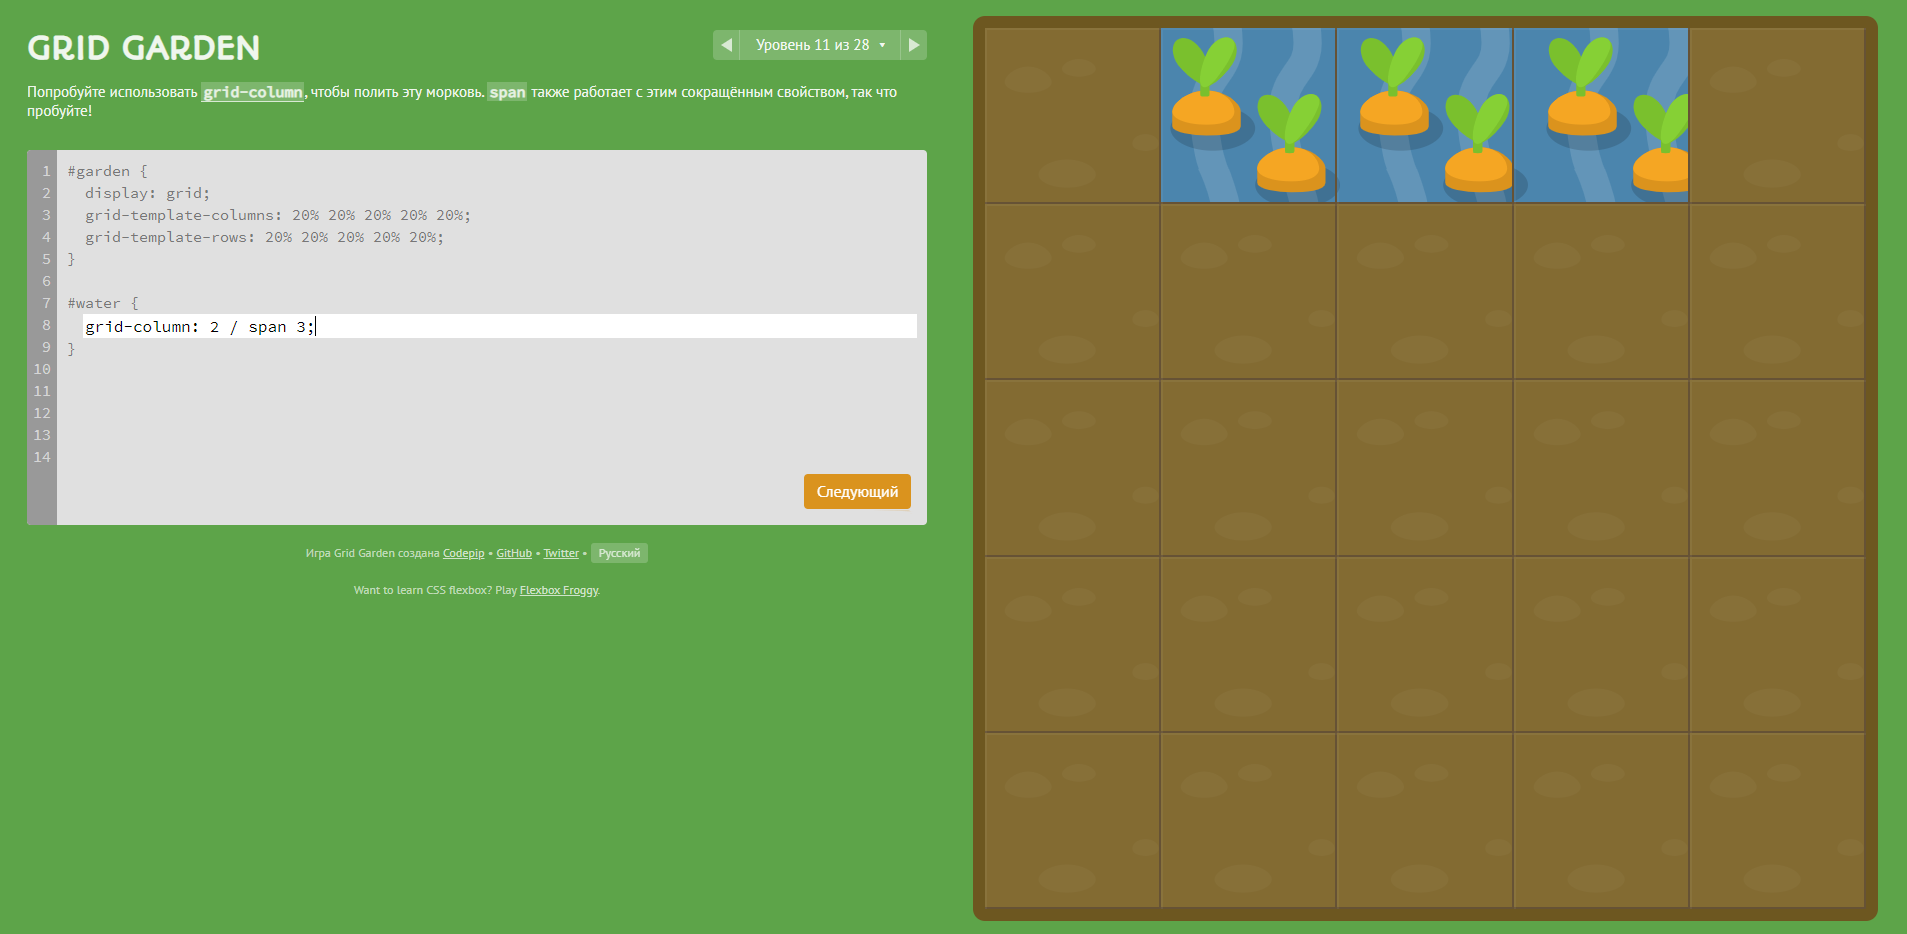 GRID GARDEN
Уровень 11 из 28
Попробуйте использовать grid-column, чтобы полить эту морковь. span также работает с этим сокращённым свойством, так что
пробуйте!
1 #garden {
2 display: grid;
3 grid-template-columns: 20% 20% 20% 20% 20%;
4 grid-template-rows: 20% 20% 20% 20% 20%;
5 }
6
7 #water {
8 grid-column: 2 / span 3;
9 }
10
11
12
13
14
Следующий
Игра Grid Garden создана Codepip • GitHub • Twitter • Русский
Want to learn CSS flexbox? Play Flexbox Froggy.